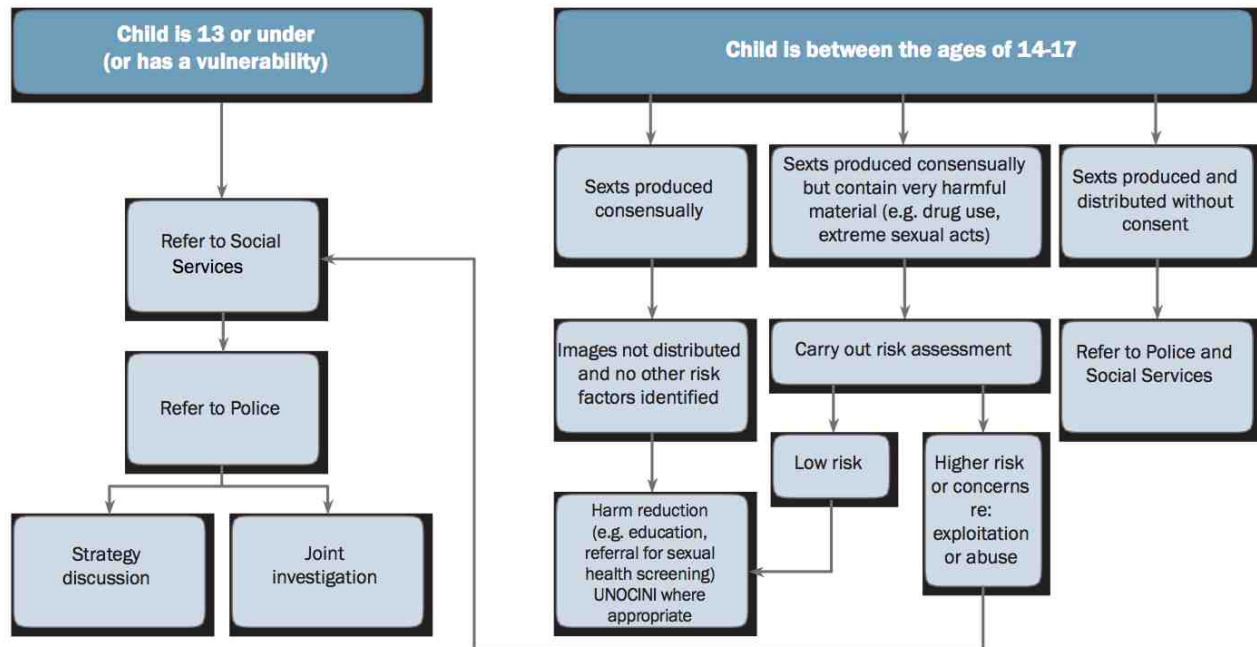 Child is 13 or under
(or has a vulnerability)
Refer to Social
Services
Refer to Police
Strategy
discussion
Joint
investigation
Child is between the ages of 14-17
Sexts produced
consensually
Images not distributed
and no other risk
factors identified
Harm reduction
(e.g. education,
referral for sexual
health screening)
UNOCINI where
appropriate
Sexts produced consensually
but contain very harmful
material (e.g. drug use,
extreme sexual acts)
Carry out risk assessment
Low risk
Higher risk
or concerns
re:
exploitation
or abuse
Sexts produced and
distributed without
consent
Refer to Police and
Social Services